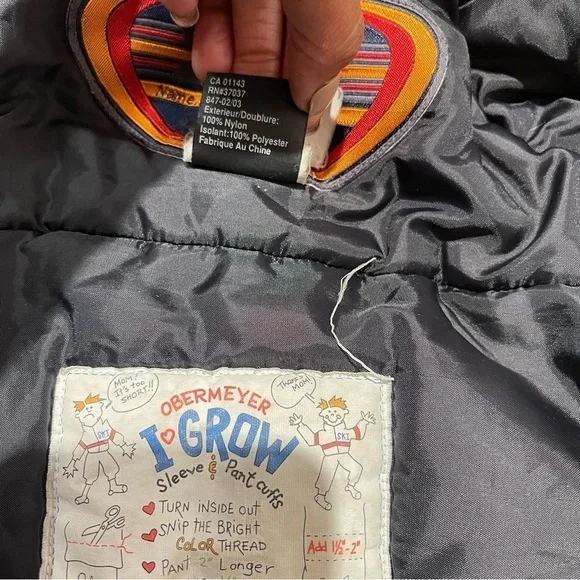 Name
CA 01143
RN#37037
847-02/03
Exterieur/Doublure:
100% Nylon
Isolant:100% Polyester
Fabrique Au Chine
MOM,
IT'S TOO
SHORT!!
THANKS
MOM!
OBERMEYER
I♥GROW
Sleeve & Pant cuffs
SKI
SKI
♥ TURN INSIDE OUT
♥ SNIP THE BRIGHT
COLOR THREAD
♥ PANT 2" Longer
Add 1½"-2"